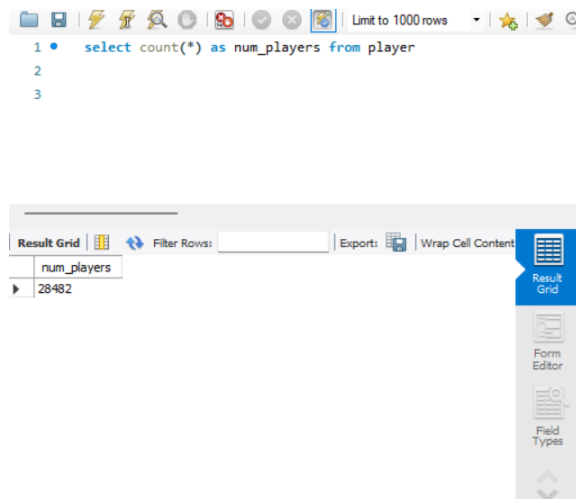 Limit to 1000 rows
1 select count(*) as num_players from player
2
3
Result Grid Filter Rows: Export: Wrap Cell Content
num_players
28482
Result
Grid
Form
Editor
Field
Types